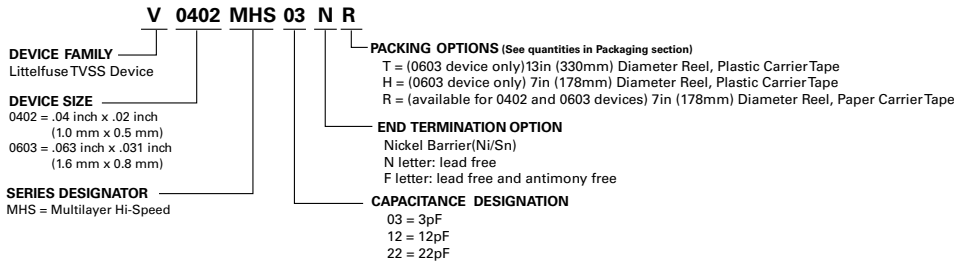 V 0402 MHS 03 N R
DEVICE FAMILY
Littelfuse TVSS Device
DEVICE SIZE
0402 = .04 inch x .02 inch
(1.0 mm x 0.5 mm)
0603 = .063 inch x .031 inch
(1.6 mm x 0.8 mm)
SERIES DESIGNATOR
MHS = Multilayer Hi-Speed
PACKING OPTIONS (See quantities in Packaging section)
T = (0603 device only) 13in (330mm) Diameter Reel, Plastic Carrier Tape
H = (0603 device only) 7in (178mm) Diameter Reel, Plastic Carrier Tape
R = (available for 0402 and 0603 devices) 7in (178mm) Diameter Reel, Paper Carrier Tape
END TERMINATION OPTION
Nickel Barrier(Ni/Sn)
N letter: lead free
F letter: lead free and antimony free
CAPACITANCE DESIGNATION
03 = 3pF
12 = 12pF
22 = 22pF